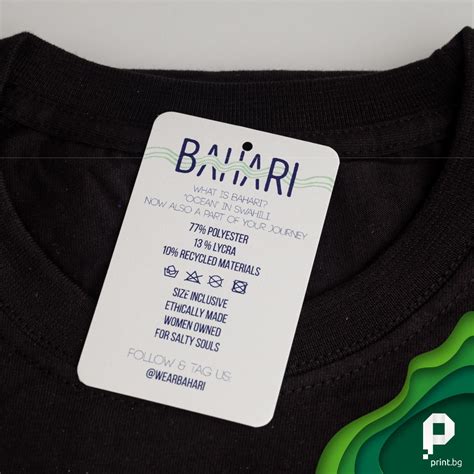 BAHARI
WHAT IS BAHARI?
"OCEAN" IN SWAHILI.
NOW ALSO A PART OF YOUR JOURNEY
77% POLYESTER
13 % LYCRA
10% RECYCLED MATERIALS
SIZE INCLUSIVE
ETHICALLY MADE
WOMEN OWNED
FOR SALTY SOULS
FOLLOW & TAG US:
@WEARBAHARI
print.bg